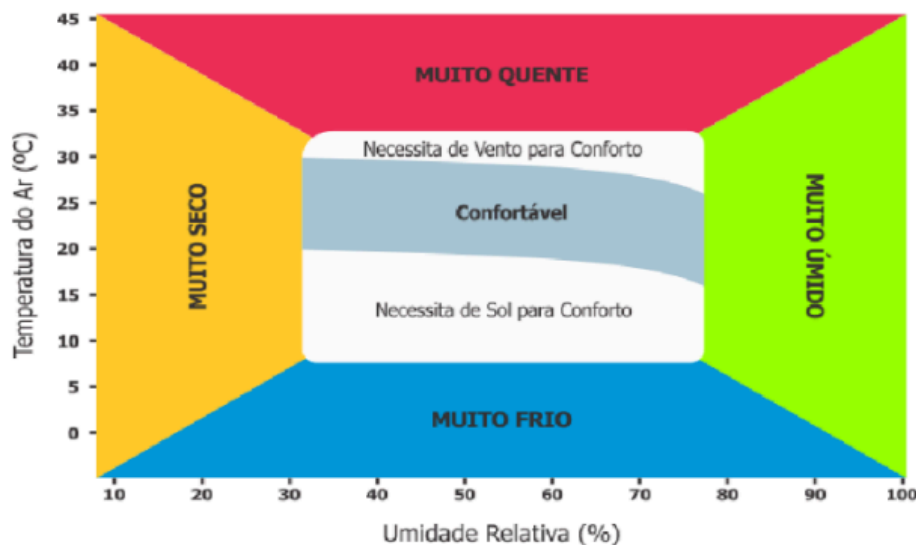 45
40
35
30
25
20
15
10
5
0
Temperatura do Ar (ºC)
MUITO QUENTE
Necessita de Vento para Conforto
Confortável
MUITO SECO
MUITO ÚMIDO
Necessita de Sol para Conforto
MUITO FRIO
10 20 30 40 50 60 70 80 90 100
Umidade Relativa (%)